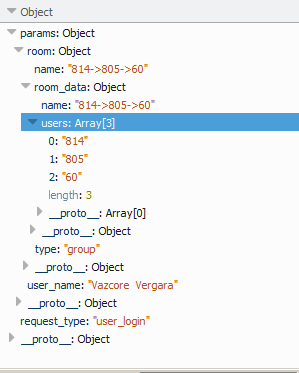 Object
params: Object
room: Object
name: "814->805->60"
room_data: Object
name: "814->805->60"
users: Array[3]
0: "814"
1: "805"
2: "60"
length: 3
__proto__: Array[0]
__proto__: Object
type: "group"
__proto__: Object
user_name: "Vazcore Vergara"
__proto__: Object
request_type: "user_login"
__proto__: Object